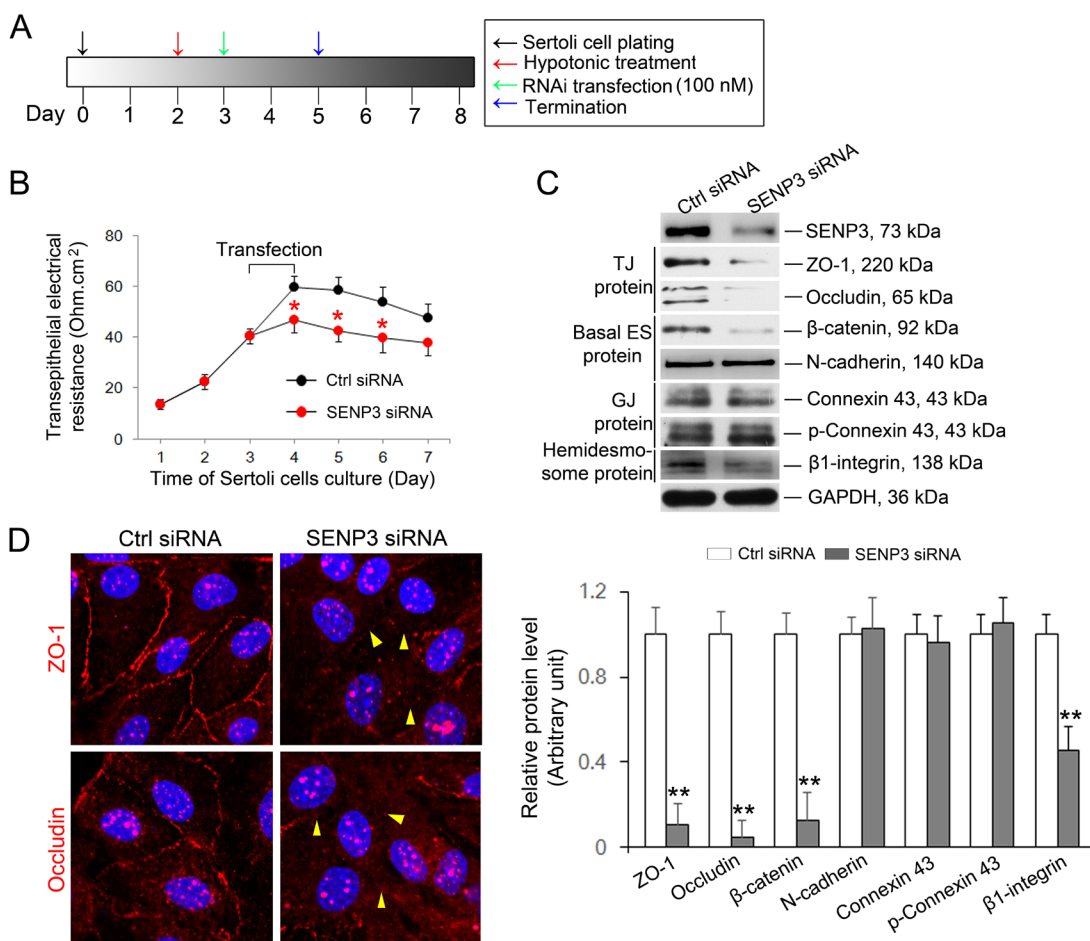 A
Day 0 1 2 3 4 5 6 7 8
Sertoli cell plating
Hypotonic treatment
RNAi transfection (100 nM)
Termination
B
Transepithelial electrical
resistance (Ohm.cm²)
80
60
40
20
0
Transfection
* * *
Ctrl siRNA
SENP3 siRNA
1 2 3 4 5 6 7
Time of Sertoli cells culture (Day)
C
Ctrl siRNA
SENP3 siRNA
SENP3, 73 kDa
TJ
protein
ZO-1, 220 kDa
Occludin, 65 kDa
Basal ES
protein
β-catenin, 92 kDa
N-cadherin, 140 kDa
GJ
protein
Connexin 43, 43 kDa
p-Connexin 43, 43 kDa
Hemidesmo-
some protein
β1-integrin, 138 kDa
GAPDH, 36 kDa
Ctrl siRNA SENP3 siRNA
Relative protein level
(Arbitrary unit)
1.2
0.8
0.4
0
** ** ** **
ZO-1
Occludin
β-catenin
N-cadherin
Connexin 43
p-Connexin 43
β1-integrin
D
Ctrl siRNA SENP3 siRNA
ZO-1
Occludin